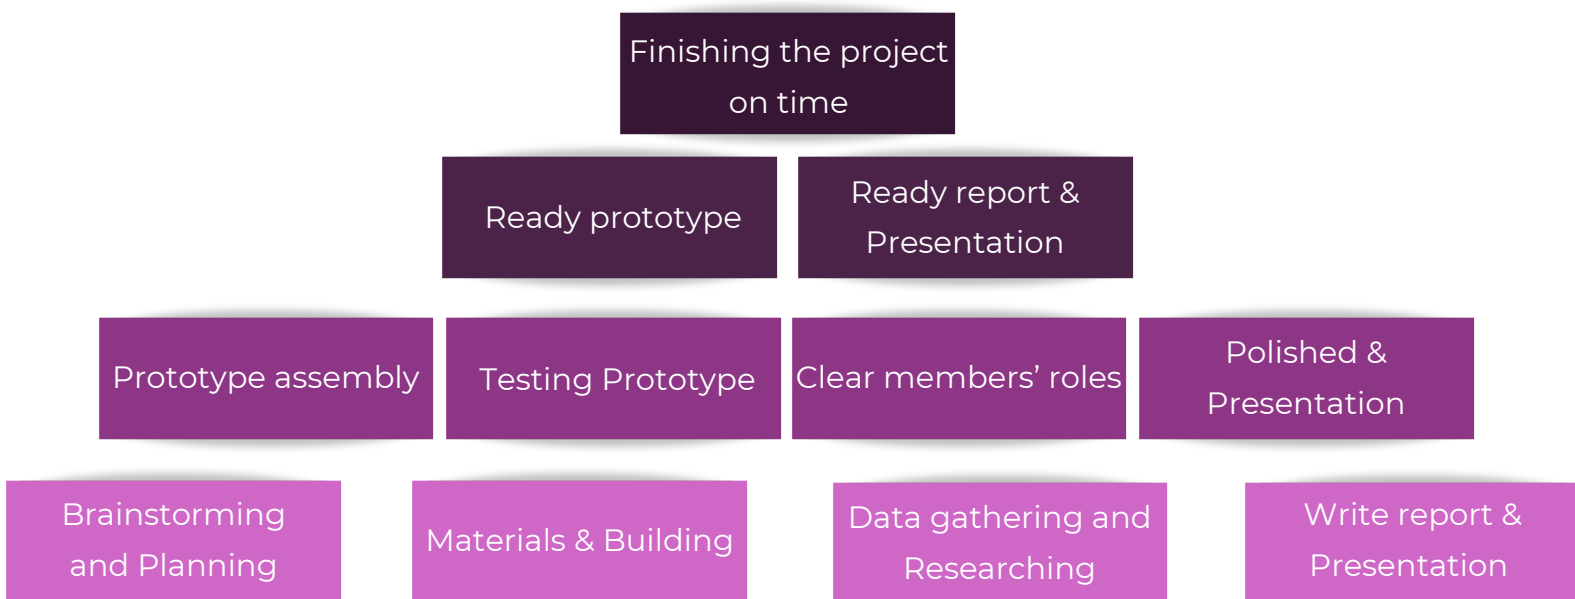 Finishing the project
on time
Ready prototype
Ready report &
Presentation
Prototype assembly
Testing Prototype
Clear members’ roles
Polished &
Presentation
Brainstorming
and Planning
Materials & Building
Data gathering and
Researching
Write report &
Presentation